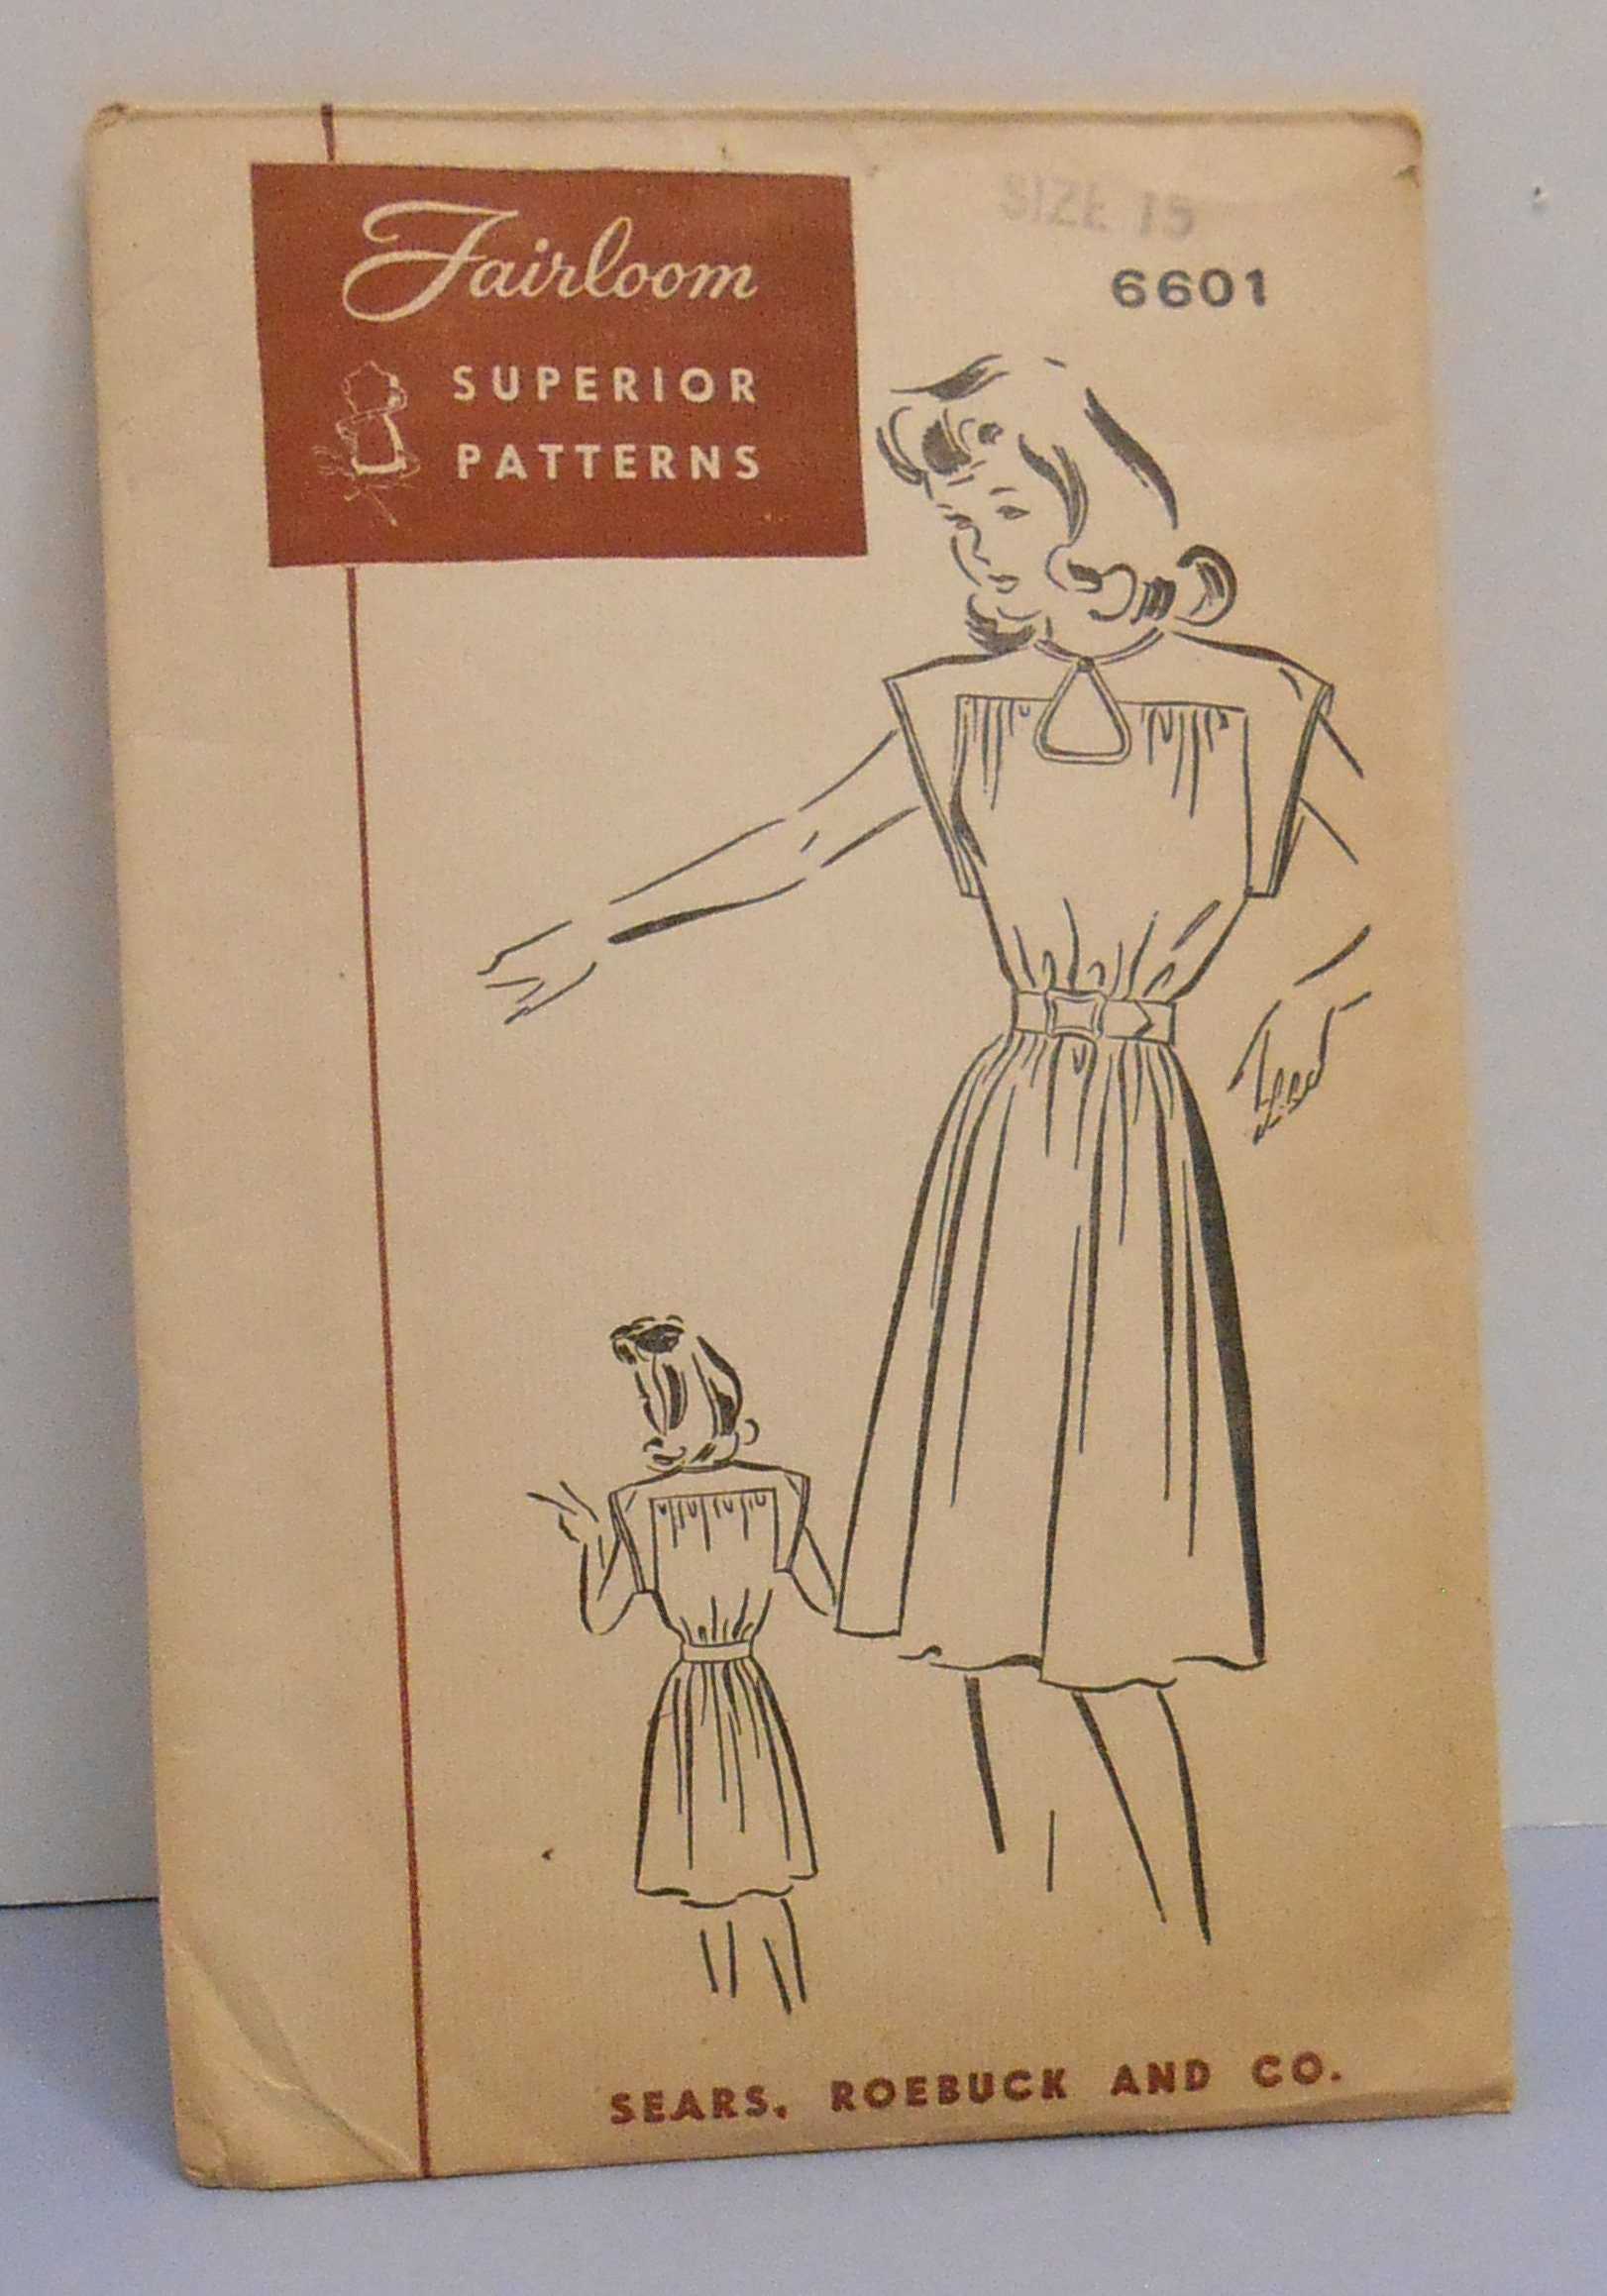 Fairloom
SUPERIOR
PATTERNS
SIZE 15
6601
SEARS, ROEBUCK AND CO.